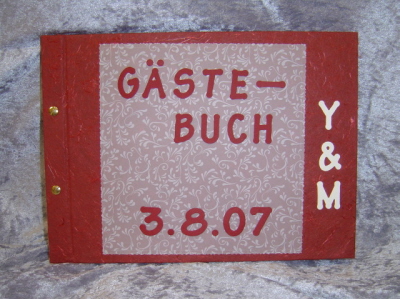 GÄSTE-
BUCH
3.8.07
Y&M